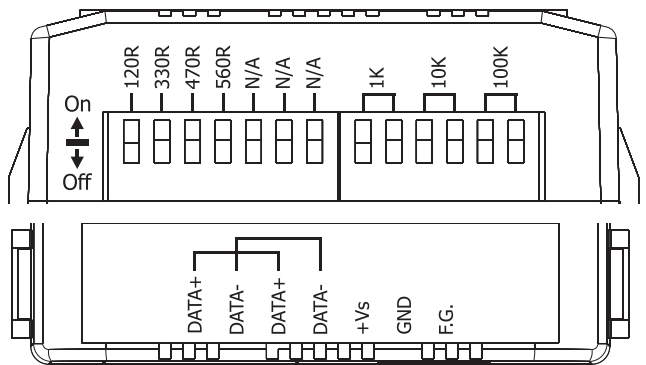 120R 330R 470R 560R N/A N/A N/A 1K 10K 100K
On
Off
DATA+ DATA- DATA+ DATA- +Vs GND F.G.